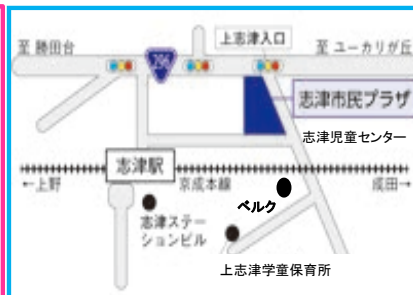 上志津入口
至 勝田台
296
至 ユーカリが丘
志津市民プラザ
志津児童センター
志津駅
←上野
京成本線
成田→
志津ステー
ションビル
ベルク
上志津学童保育所